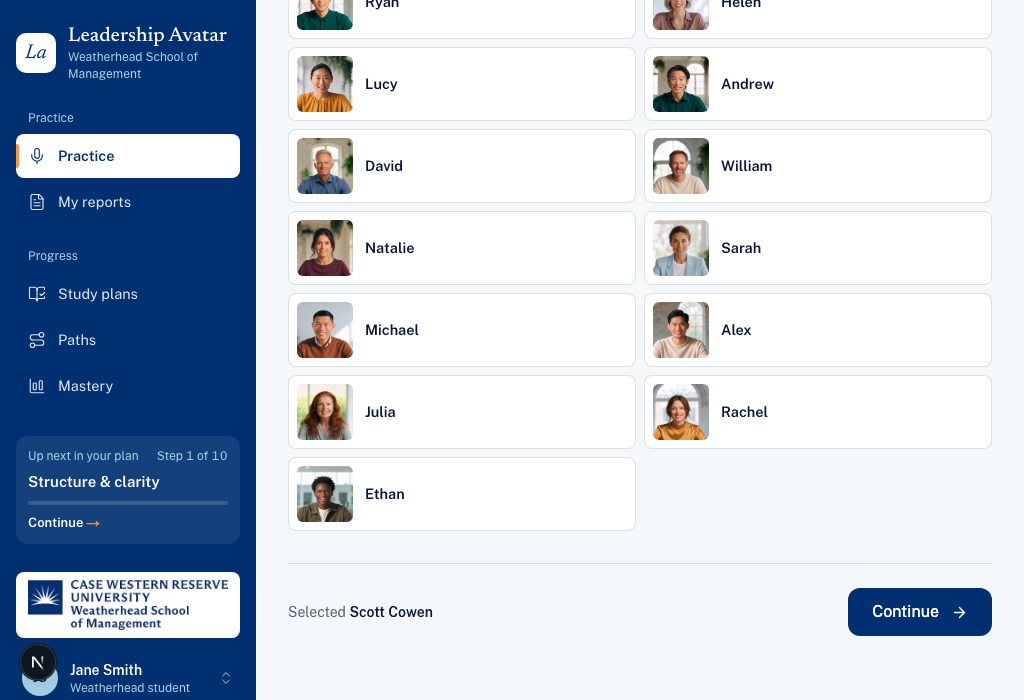 La
Leadership Avatar
Weatherhead School of
Management
Practice
Practice
My reports
Progress
Study plans
Paths
Mastery
Up next in your plan
Step 1 of 10
Structure & clarity
Continue →
CASE WESTERN RESERVE
UNIVERSITY
Weatherhead School
of Management
N
Jane Smith
Weatherhead student
Ryan
Helen
Lucy
Andrew
David
William
Natalie
Sarah
Michael
Alex
Julia
Rachel
Ethan
Selected Scott Cowen
Continue →